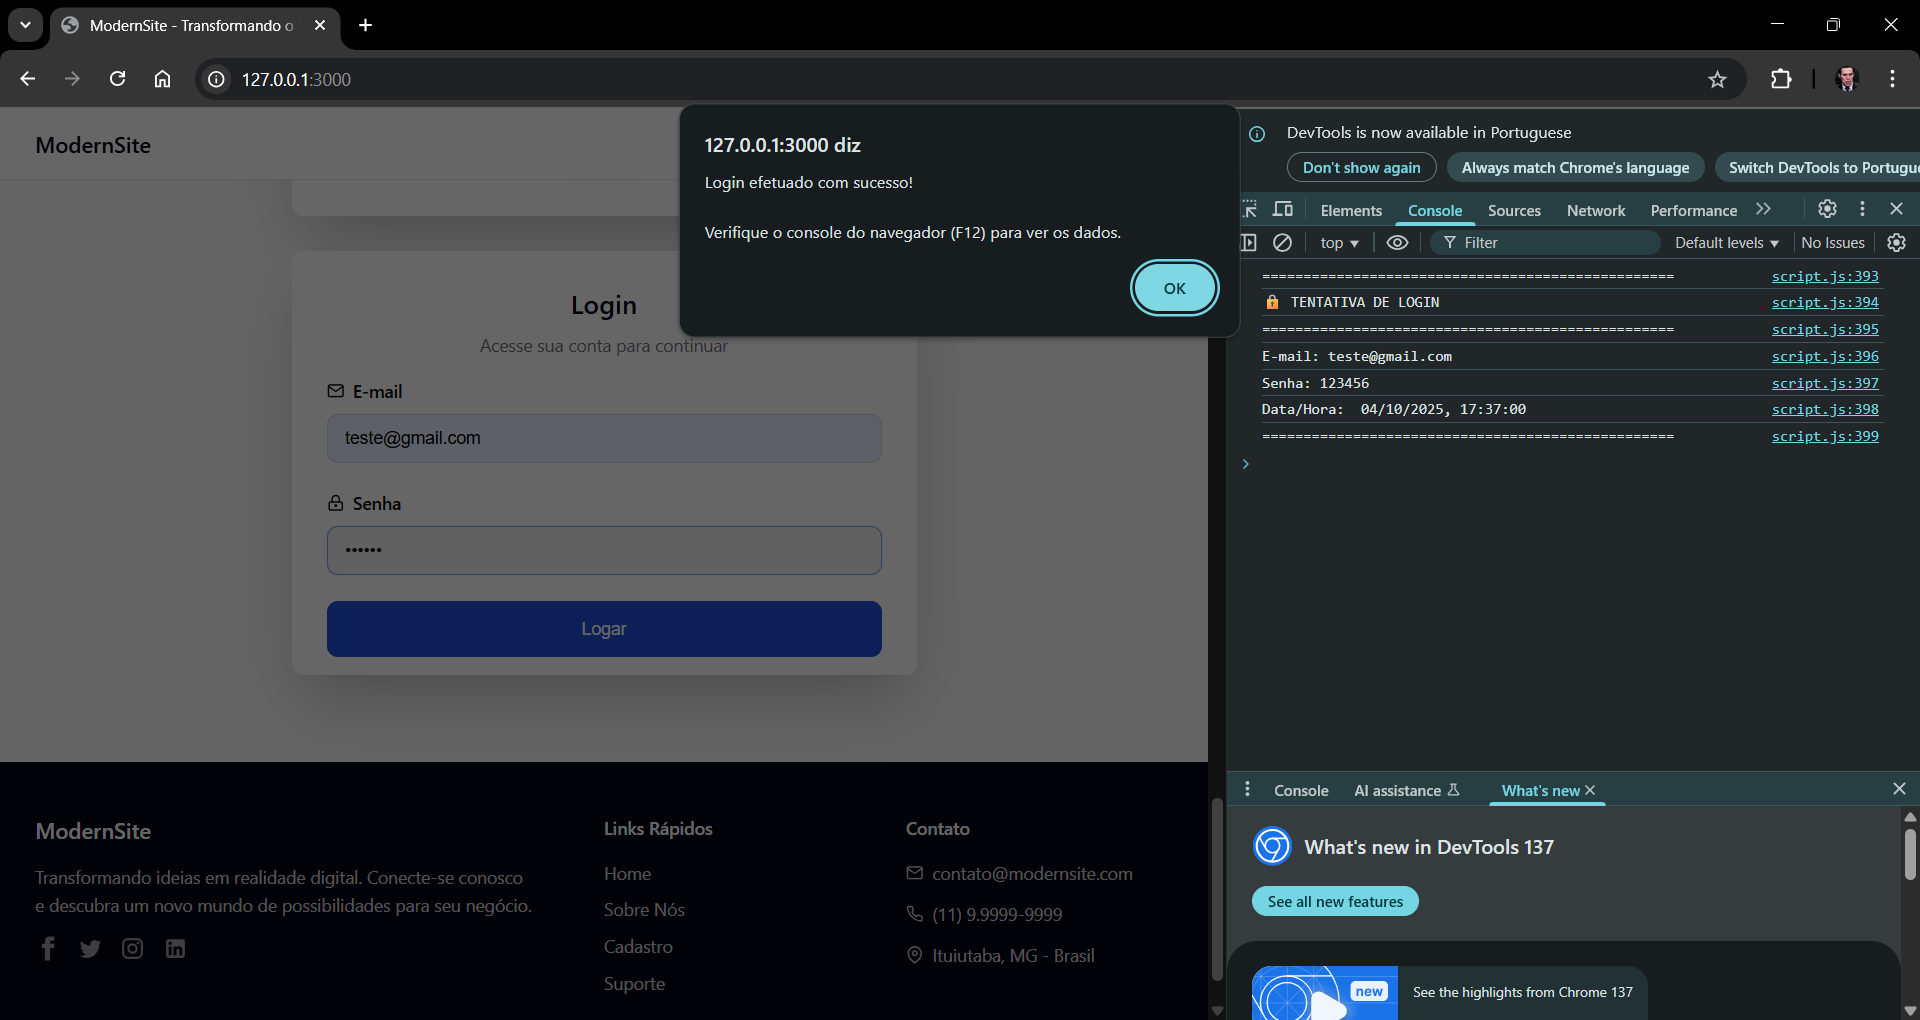 ModernSite - Transformando o
127.0.0.1:3000
ModernSite
127.0.0.1:3000 diz
Login efetuado com sucesso!
Verifique o console do navegador (F12) para ver os dados.
OK
Login
Acesse sua conta para continuar
E-mail
teste@gmail.com
Senha
••••••
Logar
ModernSite
Transformando ideias em realidade digital. Conecte-se conosco
e descubra um novo mundo de possibilidades para seu negócio.
Links Rápidos
Home
Sobre Nós
Cadastro
Suporte
Contato
contato@modernsite.com
(11) 9.9999-9999
Ituiutaba, MG - Brasil
DevTools is now available in Portuguese
Don't show again
Always match Chrome's language
Switch DevTools to Portugue
Elements
Console
Sources
Network
Performance
top
Filter
Default levels
No Issues
================================================== script.js:393
🔒 TENTATIVA DE LOGIN script.js:394
================================================== script.js:395
E-mail: teste@gmail.com script.js:396
Senha: 123456 script.js:397
Data/Hora: 04/10/2025, 17:37:00 script.js:398
================================================== script.js:399
Console
AI assistance
What's new
What's new in DevTools 137
See all new features
new
See the highlights from Chrome 137